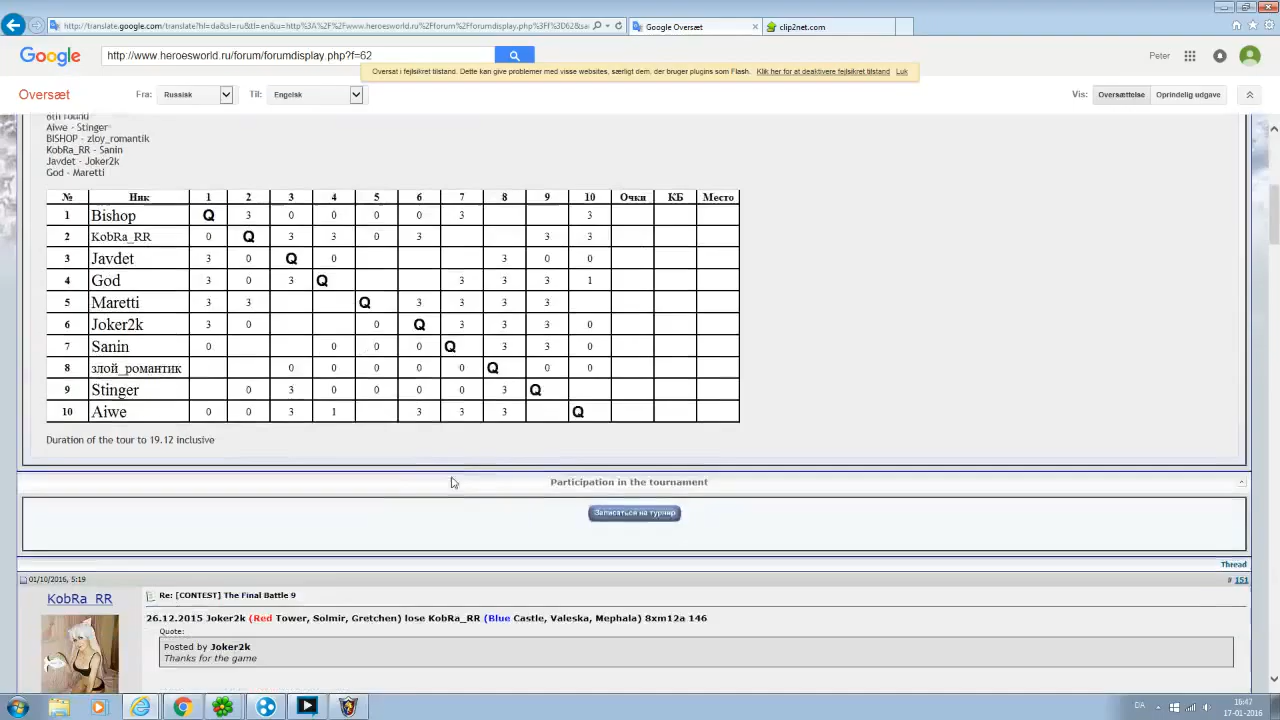 http://translate.google.com/translate?hl=da&sl=ru&tl=en&u=http%3A%2F%2Fwww.heroesworld.ru%2Fforum%2Fforumdisplay.php%3Ff%3D62&sa
Google Oversæt
clip2net.com
Google
http://www.heroesworld.ru/forum/forumdisplay.php?f=62
Peter
Oversat i fejlsikret tilstand. Dette kan give problemer med visse websites, særligt dem, der bruger plugins som Flash. Klik her for at deaktivere fejlsikret tilstand Luk
Oversæt Fra: Russisk Til: Engelsk Vis: Oversættelse Oprindelig udgave
6th round
Aiwe - Stinger
BISHOP - zloy_romantik
KobRa_RR - Sanin
Javdet - Joker2k
God - Maretti
№ Ник 1 2 3 4 5 6 7 8 9 10 Очки КБ Место
1 Bishop Q 3 0 0 0 0 3 3
2 KobRa_RR 0 Q 3 3 0 3 3 3
3 Javdet 3 0 Q 0 3 0 0
4 God 3 0 3 Q 3 3 3 1
5 Maretti 3 3 Q 3 3 3 3
6 Joker2k 3 0 0 Q 3 3 3 0
7 Sanin 0 0 0 0 Q 3 3 0
8 злой_романтик 0 0 0 0 0 Q 0 0
9 Stinger 0 3 0 0 0 0 3 Q
10 Aiwe 0 0 3 1 3 3 3 Q
Duration of the tour to 19.12 inclusive
Participation in the tournament
Записаться на турнир
Thread
01/10/2016, 5:19
# 151
KobRa RR
Re: [CONTEST] The Final Battle 9
26.12.2015 Joker2k (Red Tower, Solmir, Gretchen) lose KobRa_RR (Blue Castle, Valeska, Mephala) 8xm12a 146
Quote:
Posted by Joker2k
Thanks for the game
DA
16:47
17-01-2016